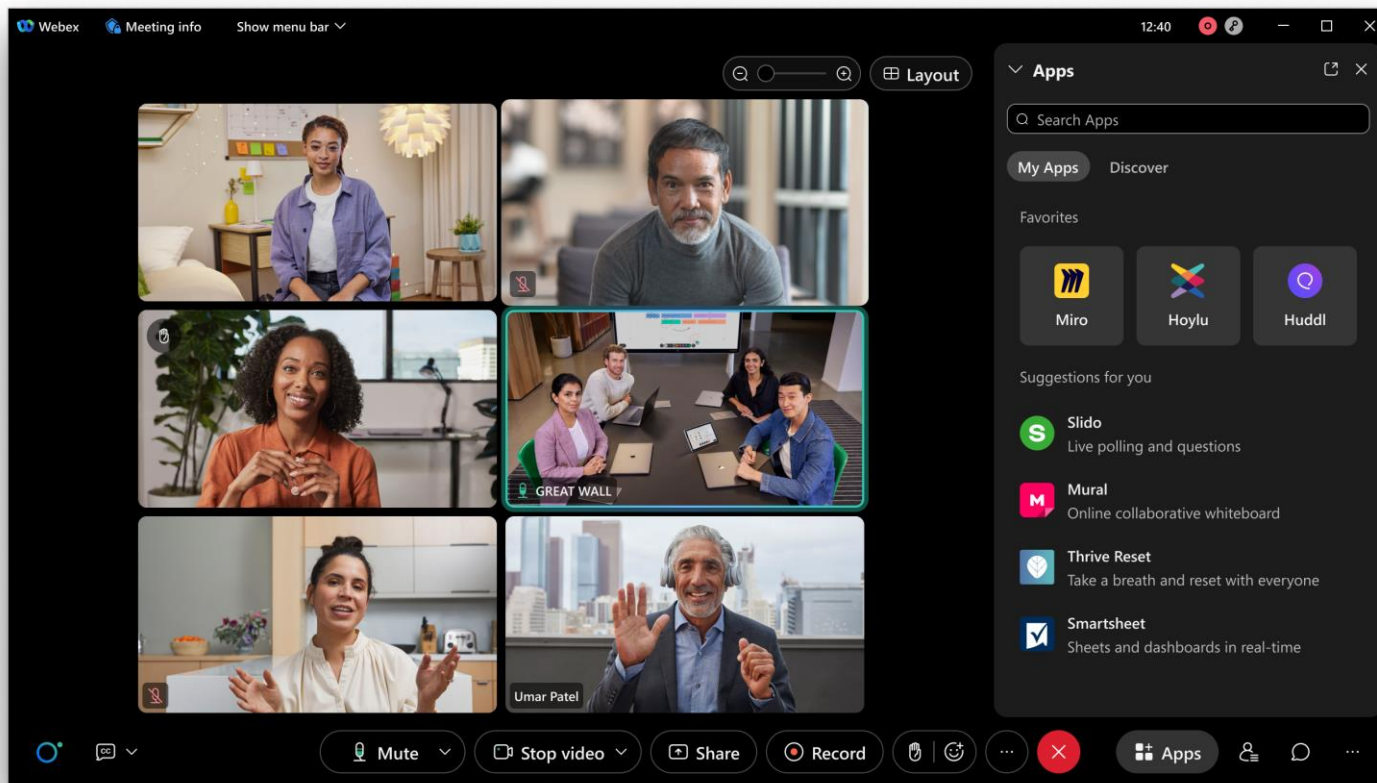 Webex
Meeting info
Show menu bar
12:40
Layout
GREAT WALL
Umar Patel
Apps
Search Apps
My Apps
Discover
Favorites
Miro
Hoylu
Huddl
Suggestions for you
S
Slido
Live polling and questions
M
Mural
Online collaborative whiteboard
Thrive Reset
Take a breath and reset with everyone
Smartsheet
Sheets and dashboards in real-time
CC
Mute
Stop video
Share
Record
Apps